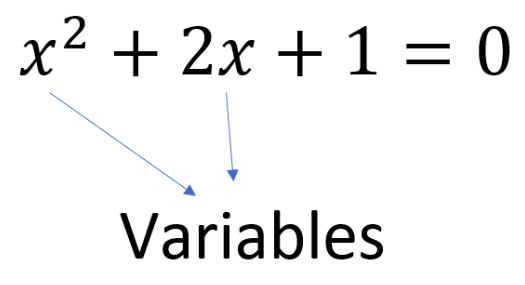 x² + 2x + 1 = 0
Variables